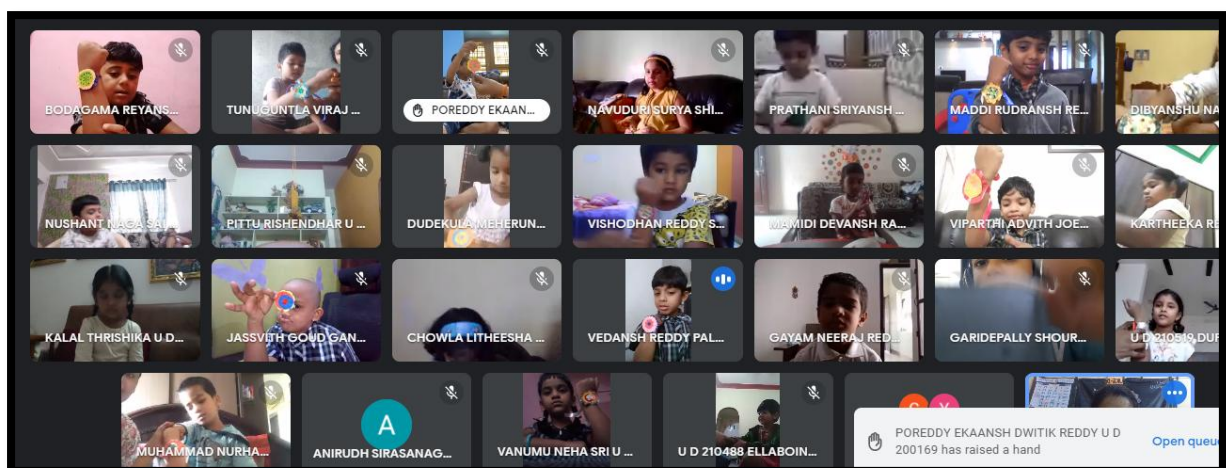 BODAGAMA REYANS...
TUNUGUNTLA VIRAJ ...
POREDDY EKAAN...
NAVUDURI SURYA SHI...
PRATHANI SRIYANSH ...
MADDI RUDRANSH RE...
DIBYANSHU NA
NUSHANT NAGA SAI ...
PITTU RISHENDHAR U ...
DUDEKULA MEHERUN...
VISHODHAN REDDY S...
MAMIDI DEVANSH RA...
VIPARTHI ADVITH JOE...
KARTHEEKA RE
KALAL THRISHIKA U D...
JASSVITH GOUD GAN...
CHOWLA LITHEESHA ...
VEDANSH REDDY PAL...
GAYAM NEERAJ RED...
GARIDEPALLY SHOUR...
U D 210519 DUR
MUHAMMAD NURHA...
A
ANIRUDH SIRASANAG...
VANUMU NEHA SRI U ...
U D 210488 ELLABOIN...
POREDDY EKAANSH DWITIK REDDY U D
200169 has raised a hand
Open queue